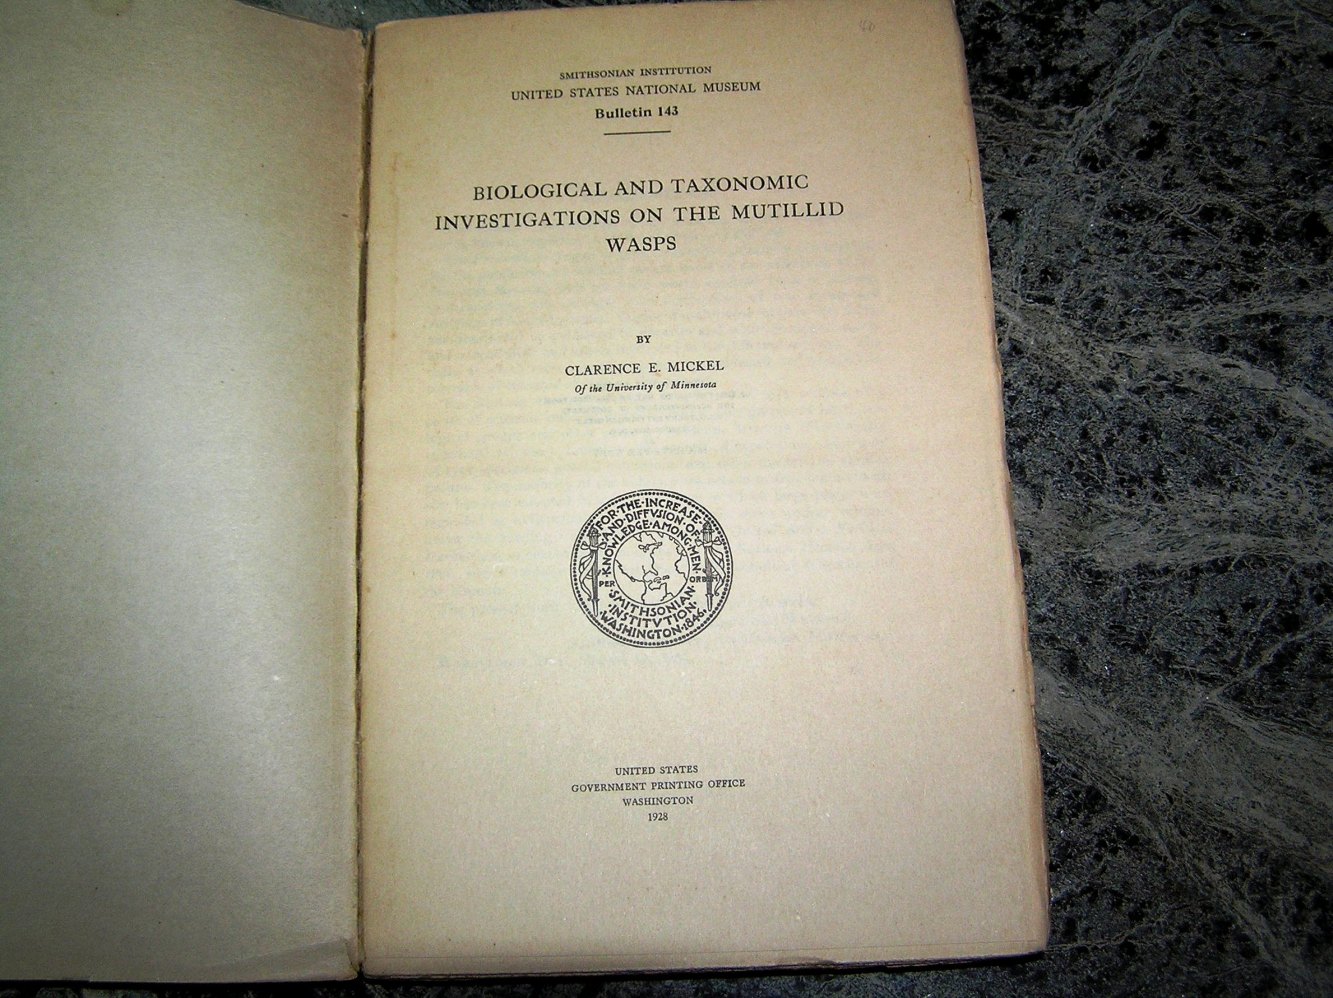 SMITHSONIAN INSTITUTION
UNITED STATES NATIONAL MUSEUM
Bulletin 143
BIOLOGICAL AND TAXONOMIC
INVESTIGATIONS ON THE MUTILLID
WASPS
BY
CLARENCE E. MICKEL
Of the University of Minnesota
FOR·THE·INCREASE·
AND·DIFFVSION·OF
·KNOWLEDGE·AMONG·MEN·
PER ORBEM
·SMITHSONIAN·
·INSTITVTION·
·WASHINGTON·1846·
UNITED STATES
GOVERNMENT PRINTING OFFICE
WASHINGTON
1928